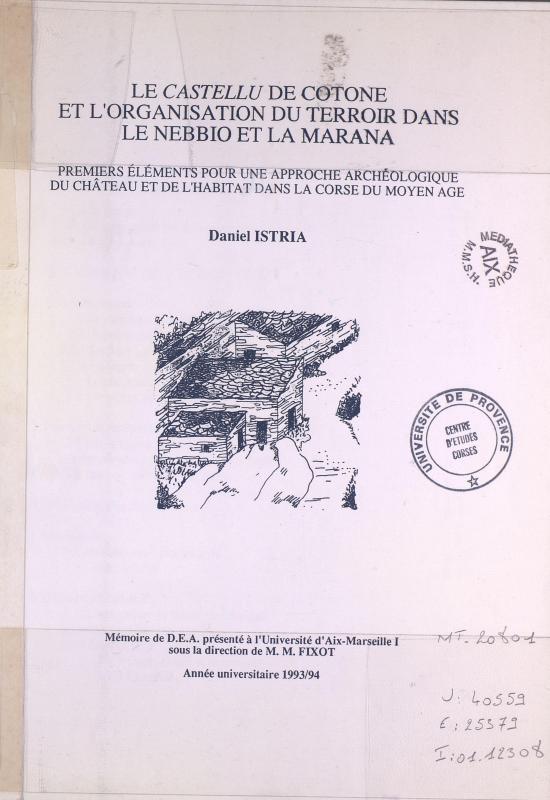 LE CASTELLU DE COTONE
ET L'ORGANISATION DU TERROIR DANS
LE NEBBIO ET LA MARANA
PREMIERS ÉLÉMENTS POUR UNE APPROCHE ARCHÉOLOGIQUE
DU CHÂTEAU ET DE L'HABITAT DANS LA CORSE DU MOYEN AGE
Daniel ISTRIA
MEDIATHEQUE
AIX
M.M.S.H.
UNIVERSITÉ DE PROVENCE
CENTRE
D'ETUDES
CORSES
Mémoire de D.E.A. présenté à l'Université d'Aix-Marseille I
sous la direction de M. M. FIXOT
Année universitaire 1993/94
MT. 20801
U: 40559
E: 25379
I: 01.12308